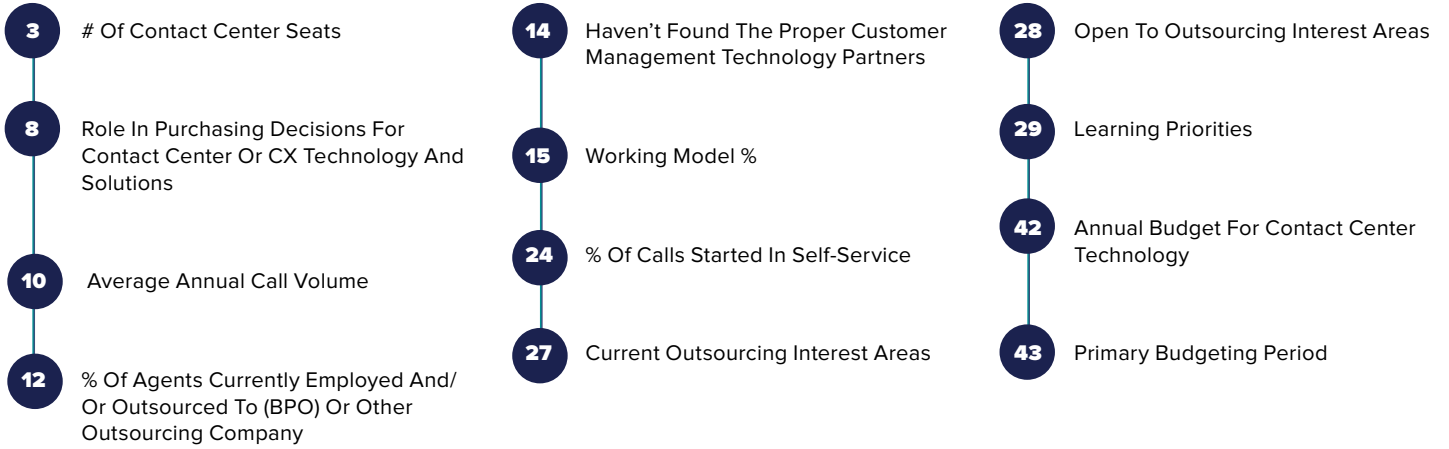 3
# Of Contact Center Seats
8
Role In Purchasing Decisions For
Contact Center Or CX Technology And
Solutions
10
Average Annual Call Volume
12
% Of Agents Currently Employed And/
Or Outsourced To (BPO) Or Other
Outsourcing Company
14
Haven’t Found The Proper Customer
Management Technology Partners
15
Working Model %
24
% Of Calls Started In Self-Service
27
Current Outsourcing Interest Areas
28
Open To Outsourcing Interest Areas
29
Learning Priorities
42
Annual Budget For Contact Center
Technology
43
Primary Budgeting Period